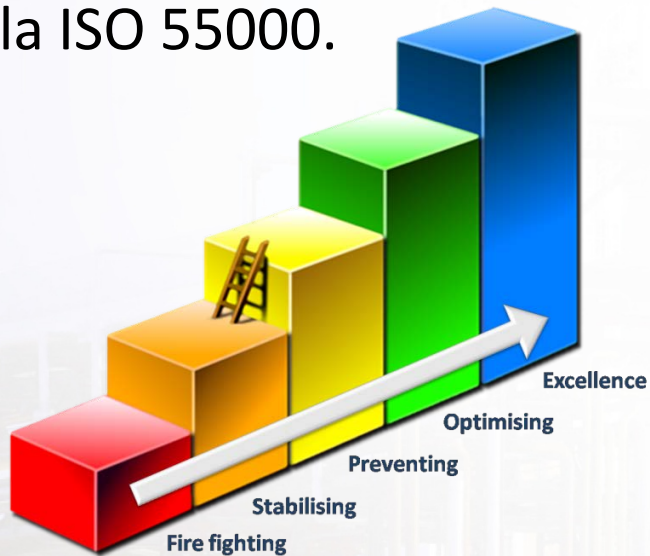 la ISO 55000.
Excellence
Optimising
Preventing
Stabilising
Fire fighting